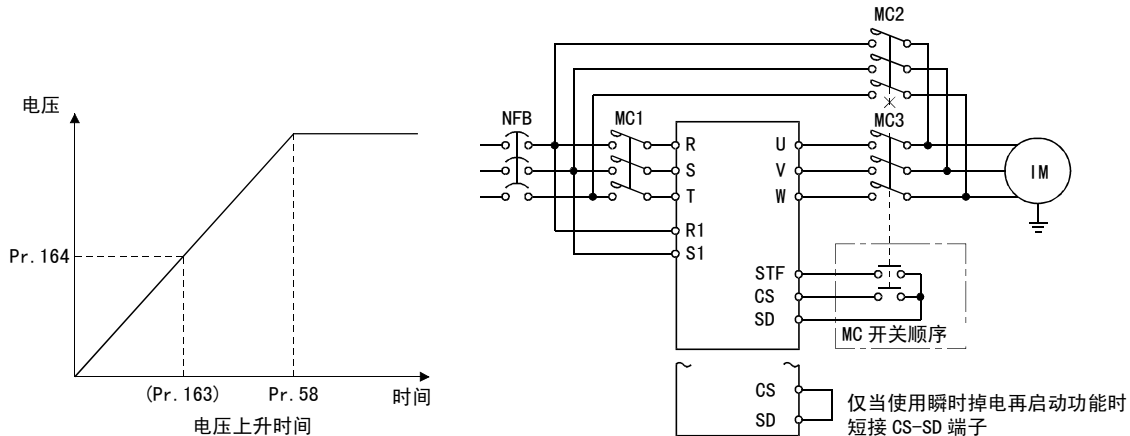 电压
Pr.164
(Pr.163)
Pr.58
时间
电压上升时间
MC2
NFB
MC1
MC3
R
S
T
R1
S1
U
V
W
IM
STF
CS
SD
MC 开关顺序
CS
SD
仅当使用瞬时掉电再启动功能时
短接 CS-SD 端子